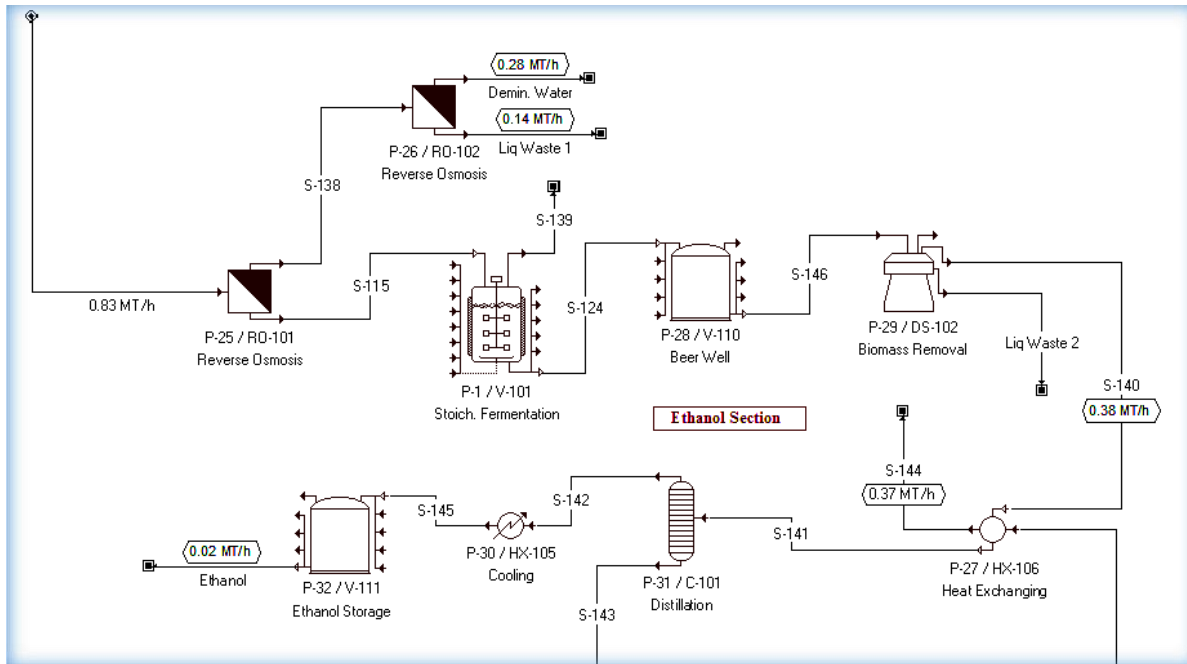 0.28 MT/h
Demin. Water
0.14 MT/h
Liq Waste 1
P-26 / RO-102
Reverse Osmosis
S-138
S-139
0.83 MT/h
S-115
P-25 / RO-101
Reverse Osmosis
P-1 / V-101
Stoich. Fermentation
S-124
P-28 / V-110
Beer Well
S-146
P-29 / DS-102
Biomass Removal
Liq Waste 2
S-140
0.38 MT/h
Ethanol Section
S-144
0.37 MT/h
P-27 / HX-106
Heat Exchanging
S-141
P-31 / C-101
Distillation
S-142
S-143
P-30 / HX-105
Cooling
S-145
P-32 / V-111
Ethanol Storage
0.02 MT/h
Ethanol